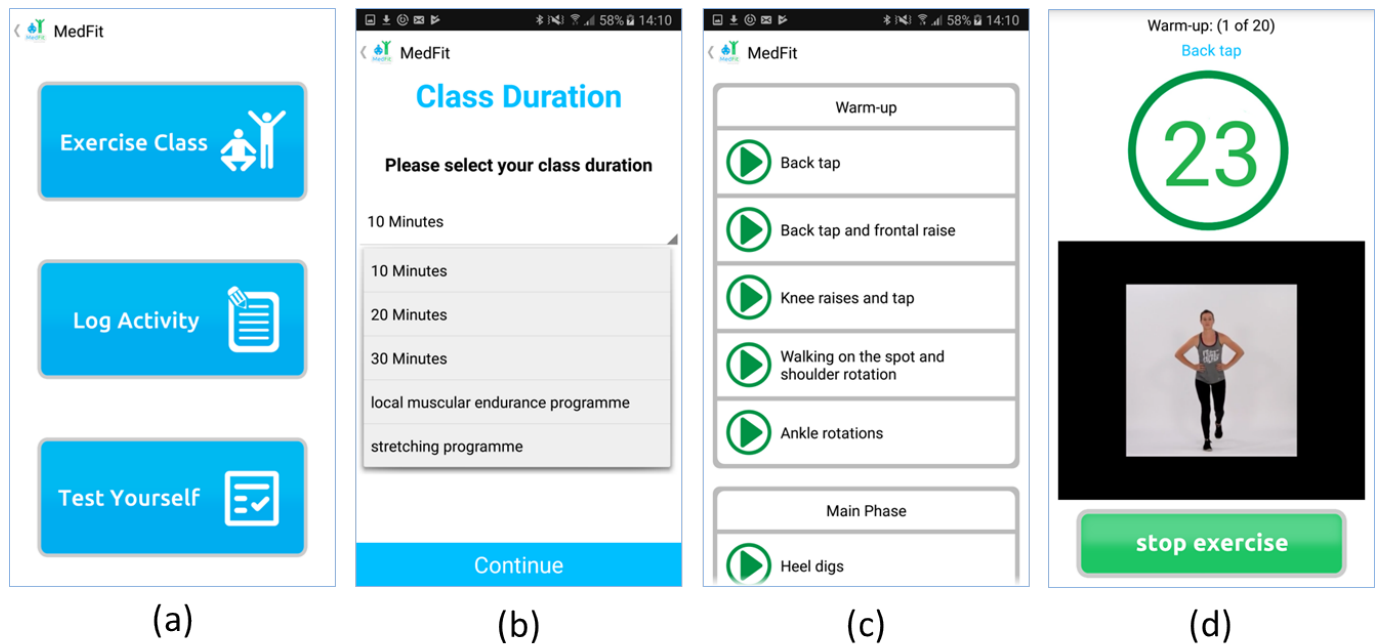 MedFit
Exercise Class
Log Activity
Test Yourself
(a)
58% 14:10
MedFit
Class Duration
Please select your class duration
10 Minutes
10 Minutes
20 Minutes
30 Minutes
local muscular endurance programme
stretching programme
Continue
(b)
58% 14:10
MedFit
Warm-up
Back tap
Back tap and frontal raise
Knee raises and tap
Walking on the spot and
shoulder rotation
Ankle rotations
Main Phase
Heel digs
(c)
Warm-up: (1 of 20)
Back tap
23
stop exercise
(d)